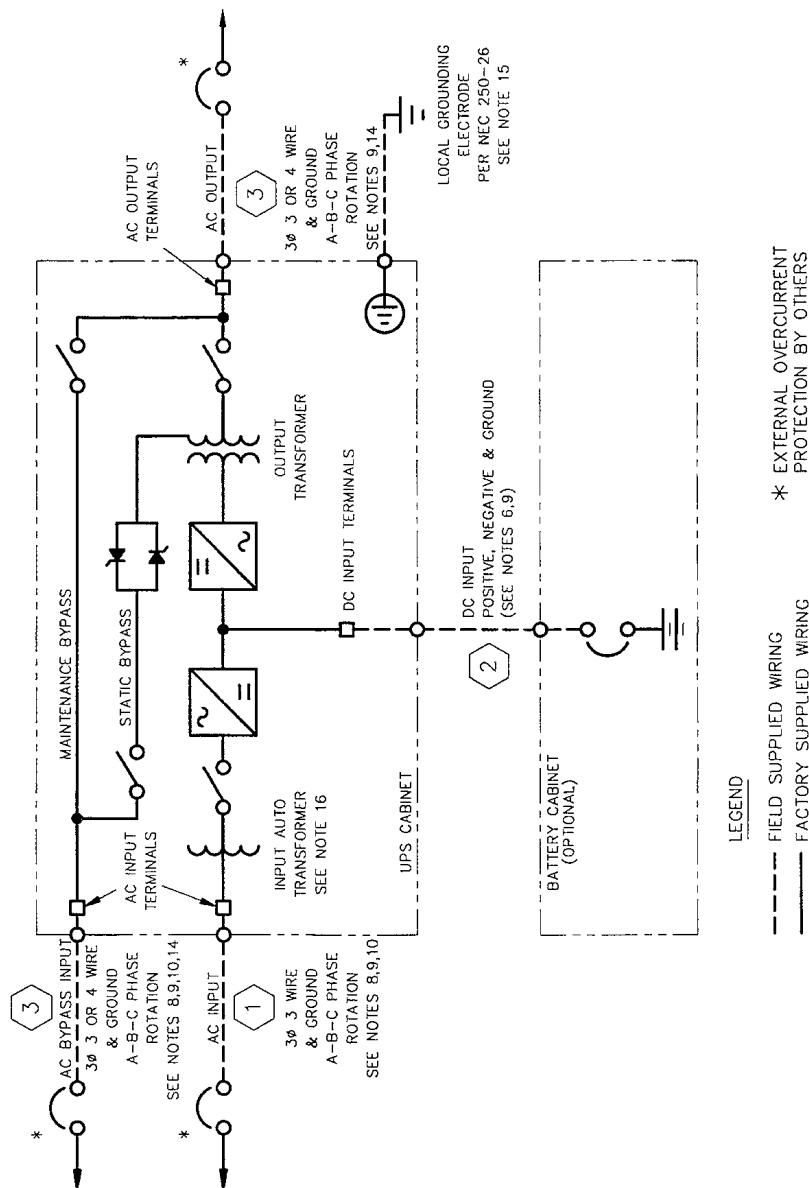 *
3
AC BYPASS INPUT
3ø 3 OR 4 WIRE
& GROUND
A-B-C PHASE
ROTATION
SEE NOTES 8,9,10,14
*
1
AC INPUT
3ø 3 WIRE
& GROUND
A-B-C PHASE
ROTATION
SEE NOTES 8,9,10
AC INPUT
TERMINALS
MAINTENANCE BYPASS
STATIC BYPASS
INPUT AUTO
TRANSFORMER
SEE NOTE 16
OUTPUT
TRANSFORMER
DC INPUT TERMINALS
UPS CABINET
AC OUTPUT
TERMINALS
*
AC OUTPUT
3
3ø 3 OR 4 WIRE
& GROUND
A-B-C PHASE
ROTATION
SEE NOTES 9,14
LOCAL GROUNDING
ELECTRODE
PER NEC 250-26
SEE NOTE 15
2
DC INPUT
POSITIVE, NEGATIVE & GROUND
(SEE NOTES 6,9)
BATTERY CABINET
(OPTIONAL)
LEGEND
FIELD SUPPLIED WIRING
FACTORY SUPPLIED WIRING
* EXTERNAL OVERCURRENT
PROTECTION BY OTHERS